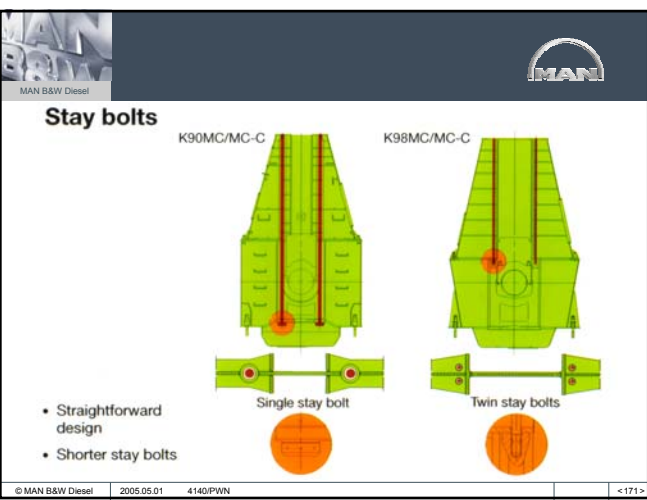 MAN
B&W
MAN B&W Diesel
MAN
Stay bolts
K90MC/MC-C
K98MC/MC-C
Single stay bolt
Twin stay bolts
• Straightforward
design
• Shorter stay bolts
© MAN B&W Diesel 2005.05.01 4140/PWN <171>